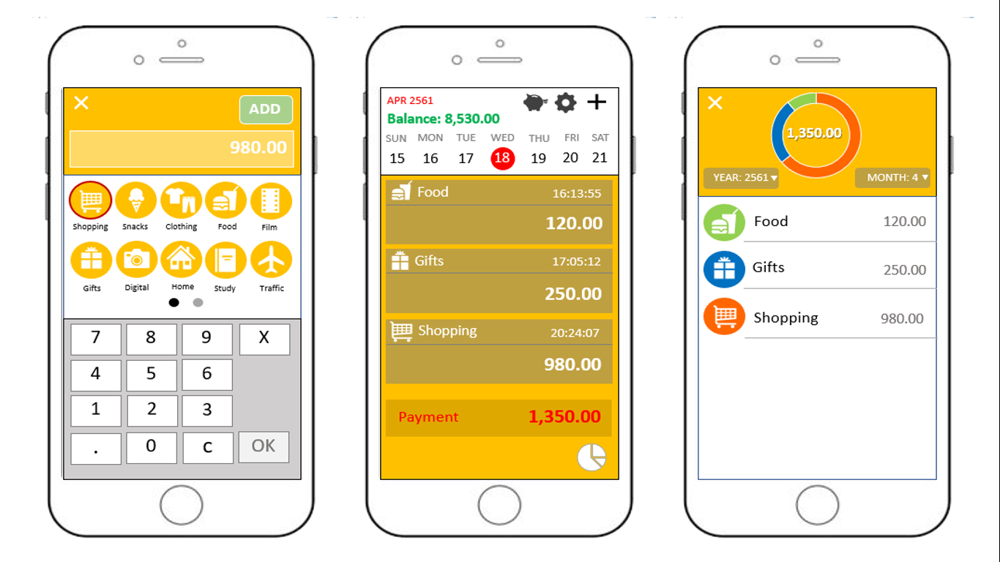 ADD
980.00
Shopping Snacks Clothing Food Film
Gifts Digital Home Study Traffic
7 8 9 X
4 5 6
1 2 3
. 0 c OK
APR 2561
Balance: 8,530.00
SUN MON TUE WED THU FRI SAT
15 16 17 18 19 20 21
Food 16:13:55
120.00
Gifts 17:05:12
250.00
Shopping 20:24:07
980.00
Payment 1,350.00
1,350.00
YEAR: 2561 MONTH: 4
Food 120.00
Gifts 250.00
Shopping 980.00